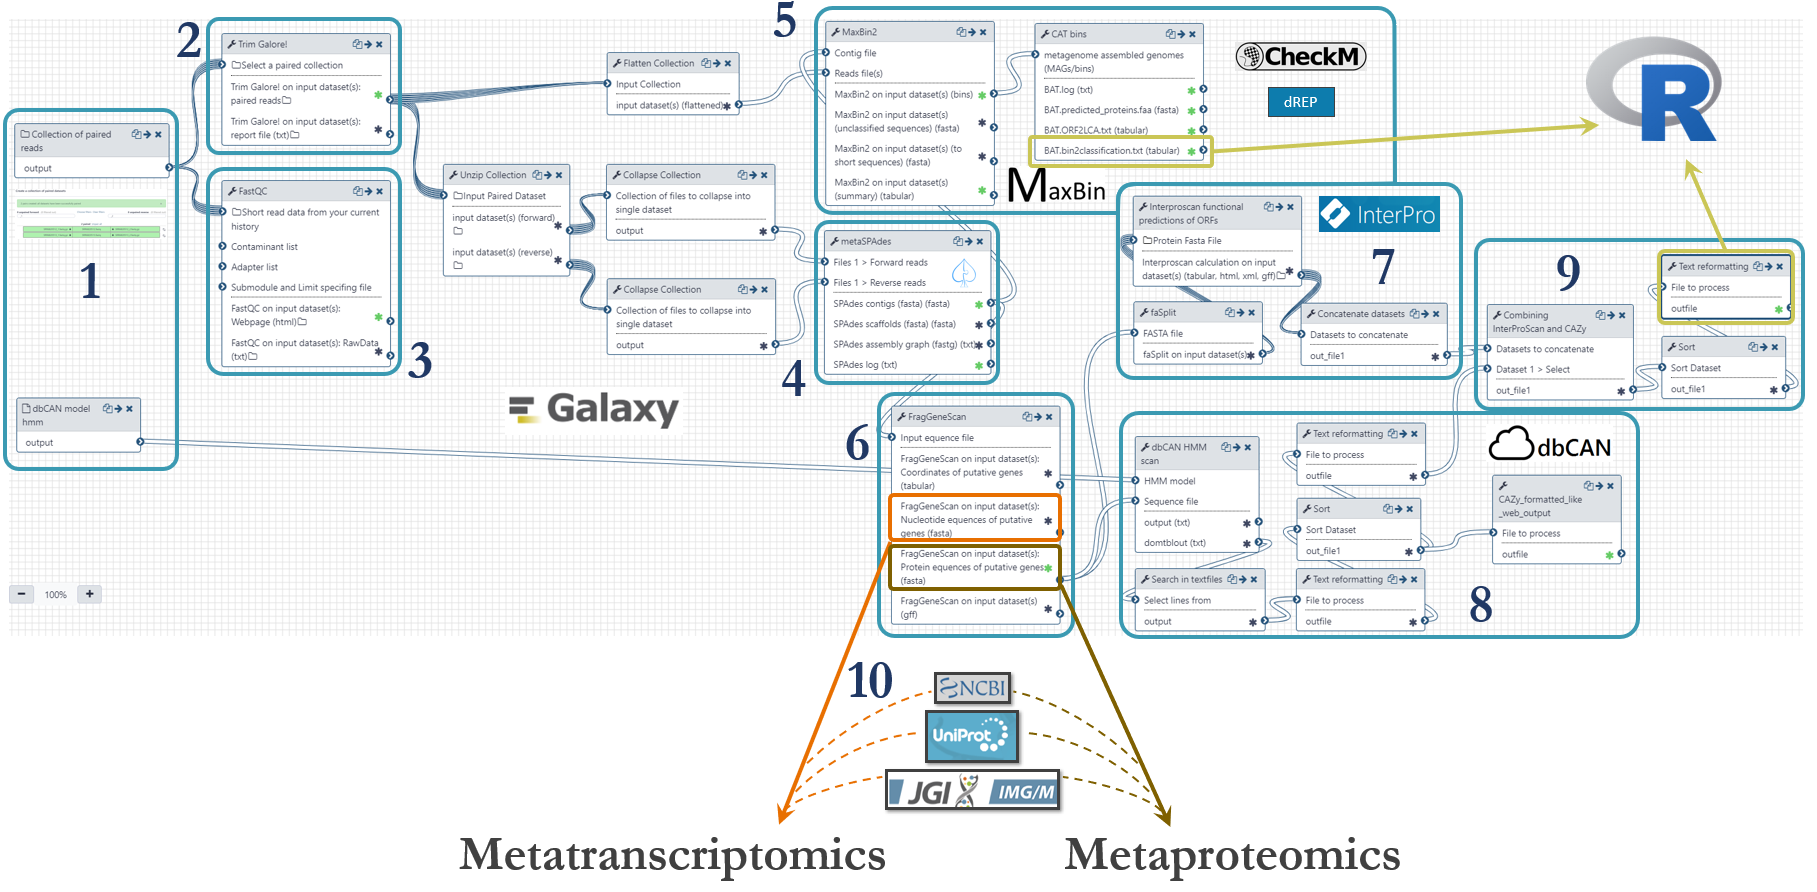 1
Collection of paired
reads
output
dbCAN model
hmm
output
2
Trim Galore!
Select a paired collection
Trim Galore! on input dataset(s):
paired reads
Trim Galore! on input dataset(s):
report file (txt)
3
FastQC
Short read data from your current
history
Contaminant list
Adapter list
Submodule and Limit specifing file
FastQC on input dataset(s):
Webpage (html)
FastQC on input dataset(s): RawData
(txt)
Flatten Collection
Input Collection
input dataset(s) (flattened)
Unzip Collection
Input Paired Dataset
input dataset(s) (forward)
input dataset(s) (reverse)
Collapse Collection
Collection of files to collapse into
single dataset
output
Collapse Collection
Collection of files to collapse into
single dataset
output
Galaxy
4
metaSPAdes
Files 1 > Forward reads
Files 1 > Reverse reads
SPAdes contigs (fasta) (fasta)
SPAdes scaffolds (fasta) (fasta)
SPAdes assembly graph (fastg) (txt)
SPAdes log (txt)
5
MaxBin2
Contig file
Reads file(s)
MaxBin2 on input dataset(s) (bins)
MaxBin2 on input dataset(s)
(unclassified sequences) (fasta)
MaxBin2 on input dataset(s) (to
short sequences) (fasta)
MaxBin2 on input dataset(s)
(summary) (tabular)
CAT bins
metagenome assembled genomes
(MAGs/bins)
BAT.log (txt)
BAT.predicted_proteins.faa (fasta)
BAT.ORF2LCA.txt (tabular)
BAT.bin2classification.txt (tabular)
MaxBin
CheckM
dREP
R
6
FragGeneScan
Input equence file
FragGeneScan on input dataset(s):
Coordinates of putative genes
(tabular)
FragGeneScan on input dataset(s):
Nucleotide equences of putative
genes (fasta)
FragGeneScan on input dataset(s):
Protein equences of putative genes
(fasta)
FragGeneScan on input dataset(s)
(gff)
7
Interproscan functional
predictions of ORFs
Protein Fasta File
Interproscan calculation on input
dataset(s) (tabular, html, xml, gff)
InterPro
faSplit
FASTA file
faSplit on input dataset(s)
Concatenate datasets
Datasets to concatenate
out_file1
8
dbCAN HMM
scan
HMM model
Sequence file
output (txt)
domtblout (txt)
Search in textfiles
Select lines from
output
Text reformatting
File to process
outfile
Sort
Sort Dataset
out_file1
Text reformatting
File to process
outfile
dbCAN
CAZy_formatted_like
_web_output
File to process
outfile
9
Combining
InterProScan and CAZy
Datasets to concatenate
Dataset 1 > Select
out_file1
Text reformatting
File to process
outfile
Sort
Sort Dataset
out_file1
100%
10
NCBI
UniProt
JGI IMG/M
Metatranscriptomics
Metaproteomics